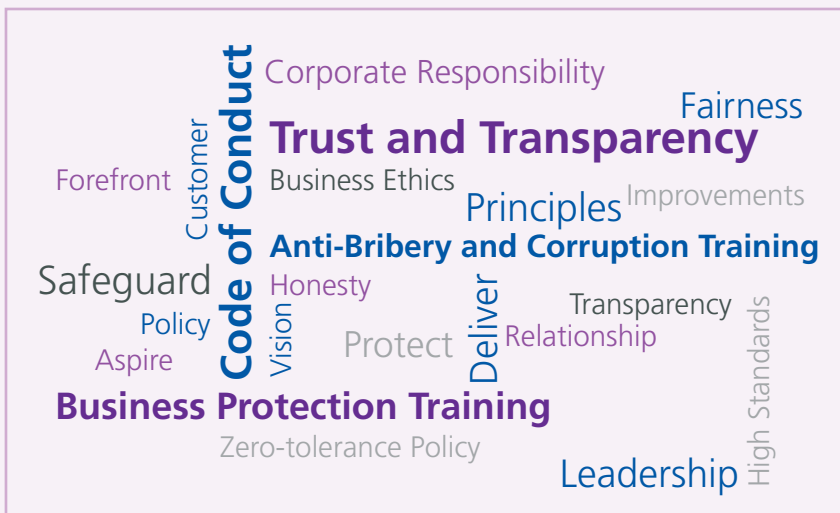 Corporate Responsibility
Fairness
Code of Conduct
Customer
Trust and Transparency
Forefront
Business Ethics
Principles
Improvements
Anti-Bribery and Corruption Training
Safeguard
Honesty
Vision
Deliver
Transparency
High Standards
Policy
Protect
Relationship
Aspire
Business Protection Training
Zero-tolerance Policy
Leadership